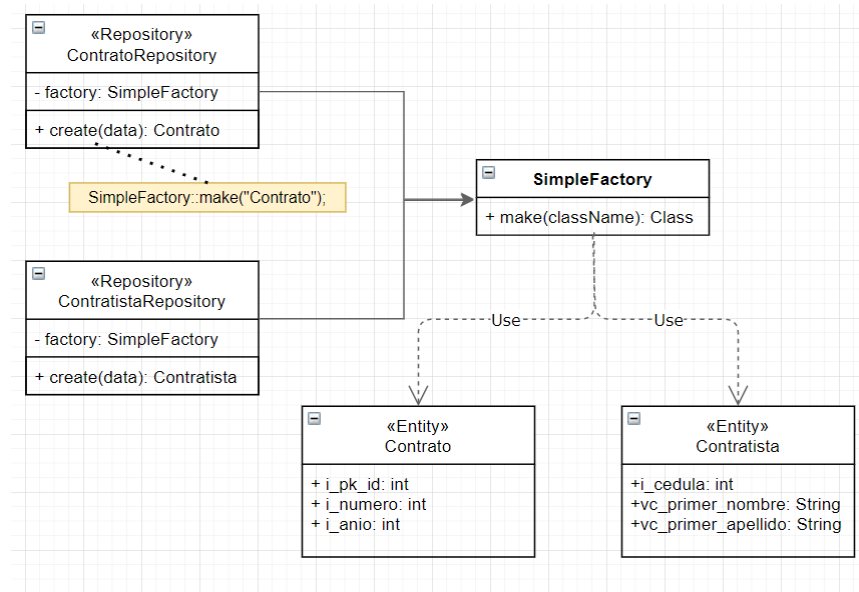 «Repository»
ContratoRepository
- factory: SimpleFactory
+ create(data): Contrato
SimpleFactory::make("Contrato");
SimpleFactory
+ make(className): Class
«Repository»
ContratistaRepository
- factory: SimpleFactory
+ create(data): Contratista
Use
Use
«Entity»
Contrato
+ i_pk_id: int
+ i_numero: int
+ i_anio: int
«Entity»
Contratista
+i_cedula: int
+vc_primer_nombre: String
+vc_primer_apellido: String